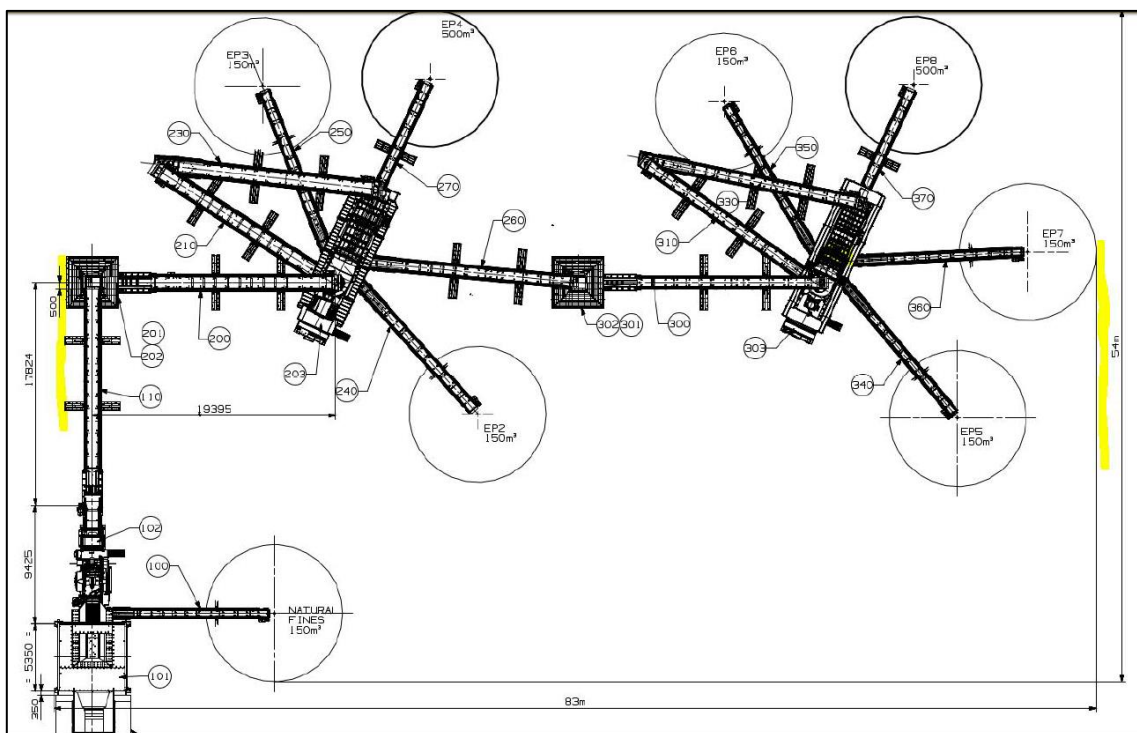 EP3
150m³
EP4
500m³
EP6
150m³
EP8
500m³
230
250
270
350
330
370
210
260
310
EP7
150m³
360
500
201
202
200
203
240
302
301
300
303
340
54m
17824
110
19395
EP2
150m³
EP5
150m³
102
9425
100
NATURAL
FINES
150m³
= 5350 =
101
350
83m